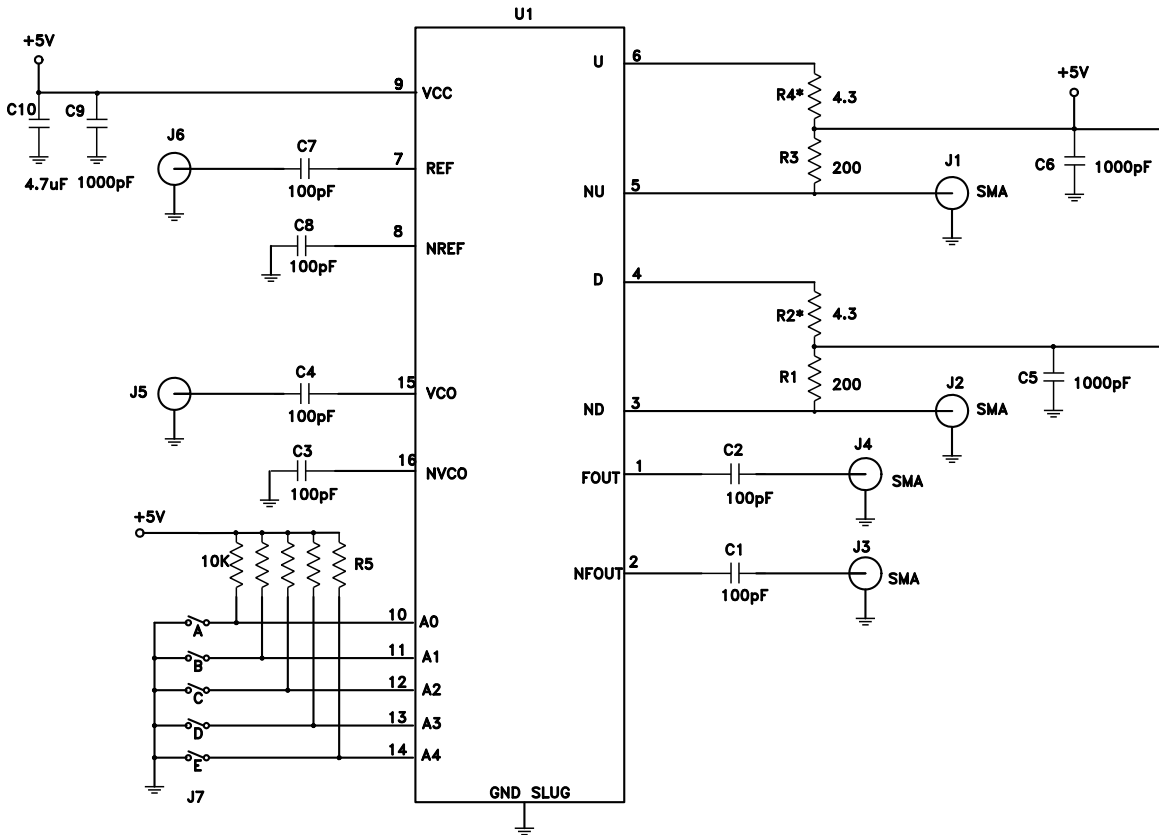 U1
+5V
C10
C9
4.7uF
1000pF
9
VCC
J6
C7
100pF
7
REF
C8
100pF
8
NREF
J5
C4
100pF
15
VCO
C3
100pF
16
NVCO
+5V
10K
R5
A
10
A0
B
11
A1
C
12
A2
D
13
A3
E
14
A4
J7
GND SLUG
U
6
R4*
4.3
+5V
R3
200
C6
1000pF
NU
5
J1
SMA
D
4
R2*
4.3
R1
200
C5
1000pF
ND
3
J2
SMA
FOUT
1
C2
100pF
J4
SMA
NFOUT
2
C1
100pF
J3
SMA